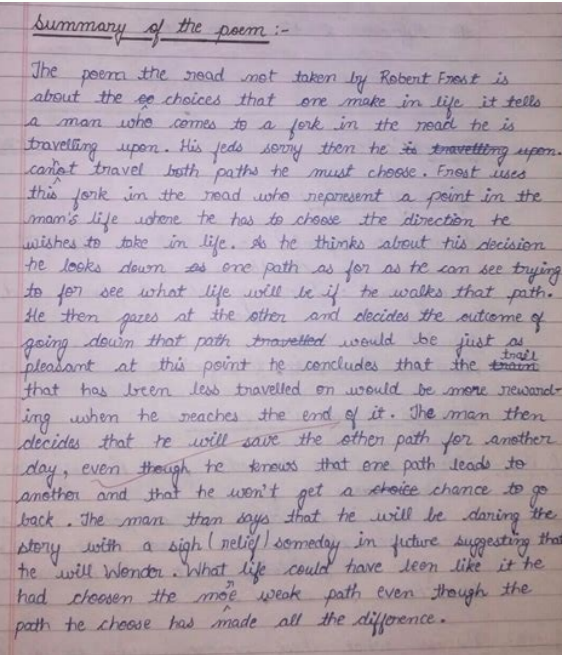 Summary of the poem :-
The poem the road not taken by Robert Frost is
about the choices that one make in life it tells
a man who comes to a fork in the road he is
travelling upon. His feds sorry then he is travelling upon.
cannot travel both paths he must choose. Frost uses
this fork in the road who represent a point in the
man's life where he has to choose the direction he
wishes to take in life. As he thinks about his decision
he looks down as one path as for as he can see trying
to for see what life will be if he walks that path.
He then gazes at the other and decides the outcome of
going down that path travelled would be just as
pleasant at this point he concludes that the train trail
that has been less travelled on would be more reward-
ing when he reaches the end of it. The man then
decides that he will save the other path for another
day, even though he knows that one path leads to
another and that he won't get a choice chance to go
back. The man than says that he will be daring the
story with a sigh (relief) someday in future suggesting that
he will Wonder. What life could have been like it he
had choosen the more weak path even though the
path he choose has made all the difference.